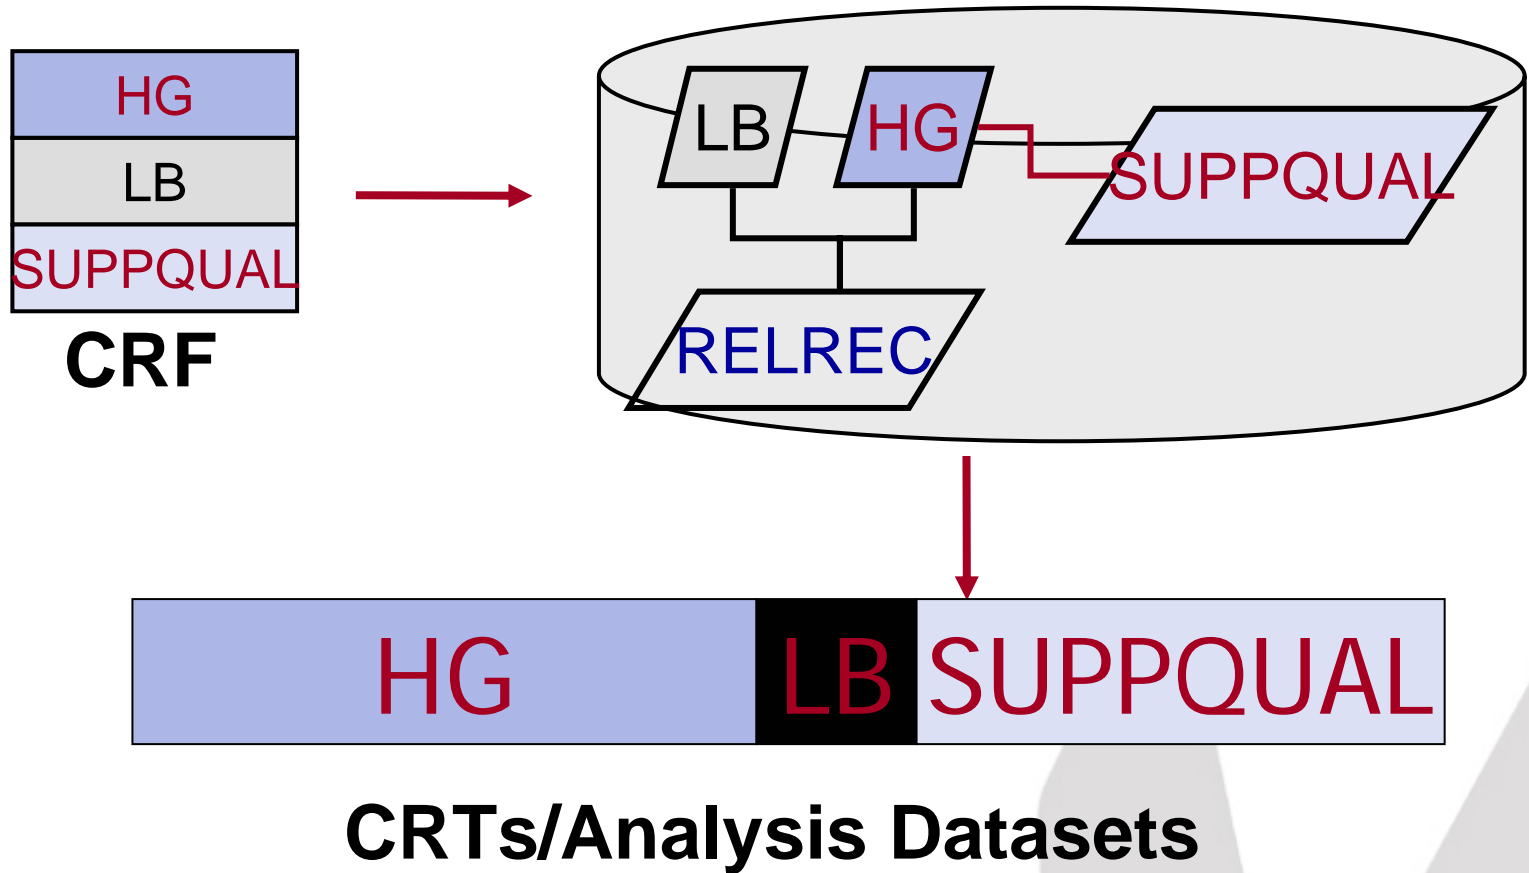 HG
LB
SUPPQUAL
CRF
LB
HG
SUPPQUAL
RELREC
HG LB SUPPQUAL
CRTs/Analysis Datasets